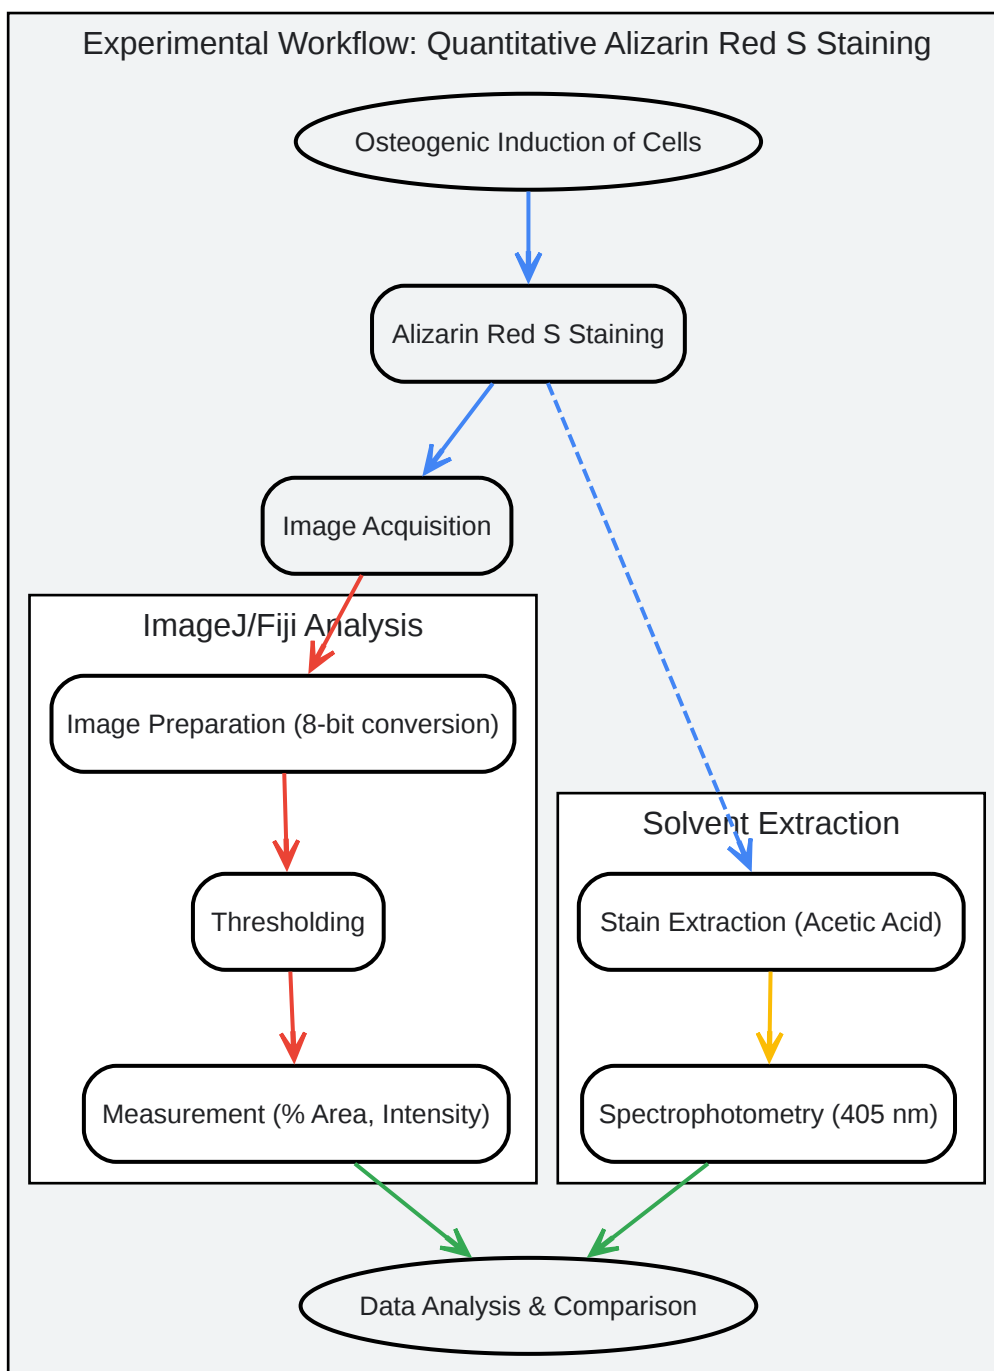 Experimental Workflow: Quantitative Alizarin Red S Staining
Osteogenic Induction of Cells
Alizarin Red S Staining
Image Acquisition
ImageJ/Fiji Analysis
Image Preparation (8-bit conversion)
Thresholding
Measurement (% Area, Intensity)
Solvent Extraction
Stain Extraction (Acetic Acid)
Spectrophotometry (405 nm)
Data Analysis & Comparison